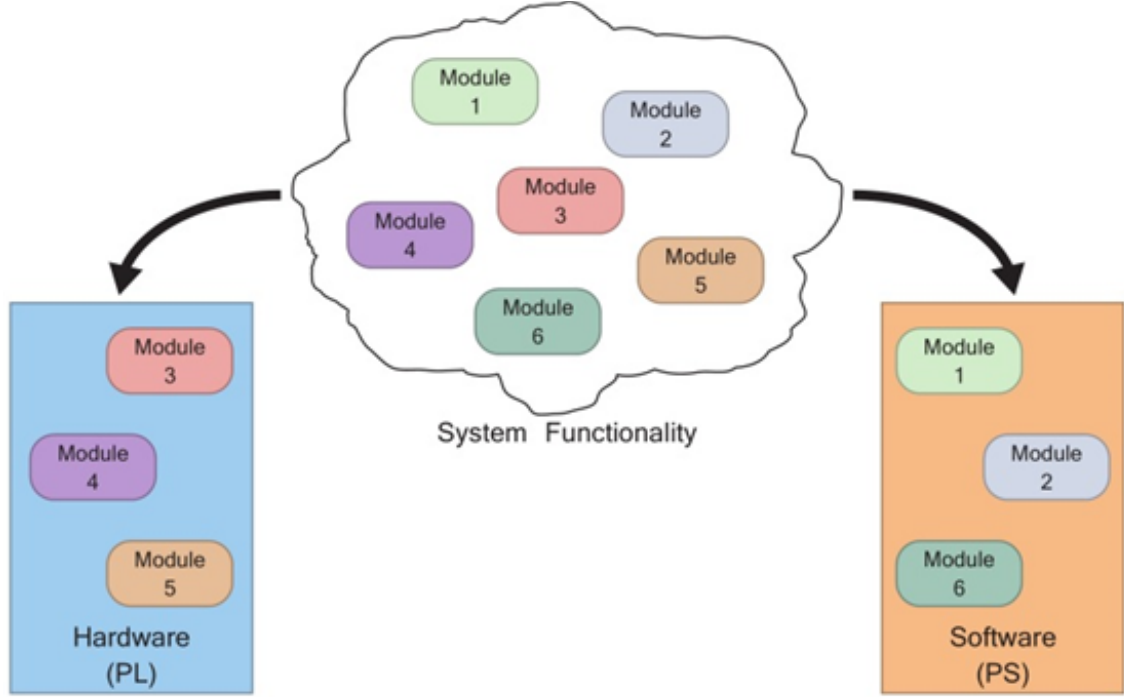 Module
1
Module
2
Module
3
Module
4
Module
5
Module
6
System Functionality
Module
3
Module
4
Module
5
Hardware
(PL)
Module
1
Module
2
Module
6
Software
(PS)